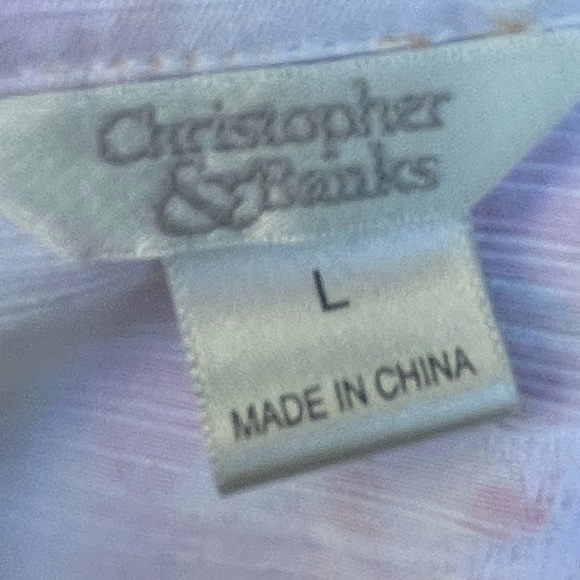 Christopher
& Banks
L
MADE IN CHINA